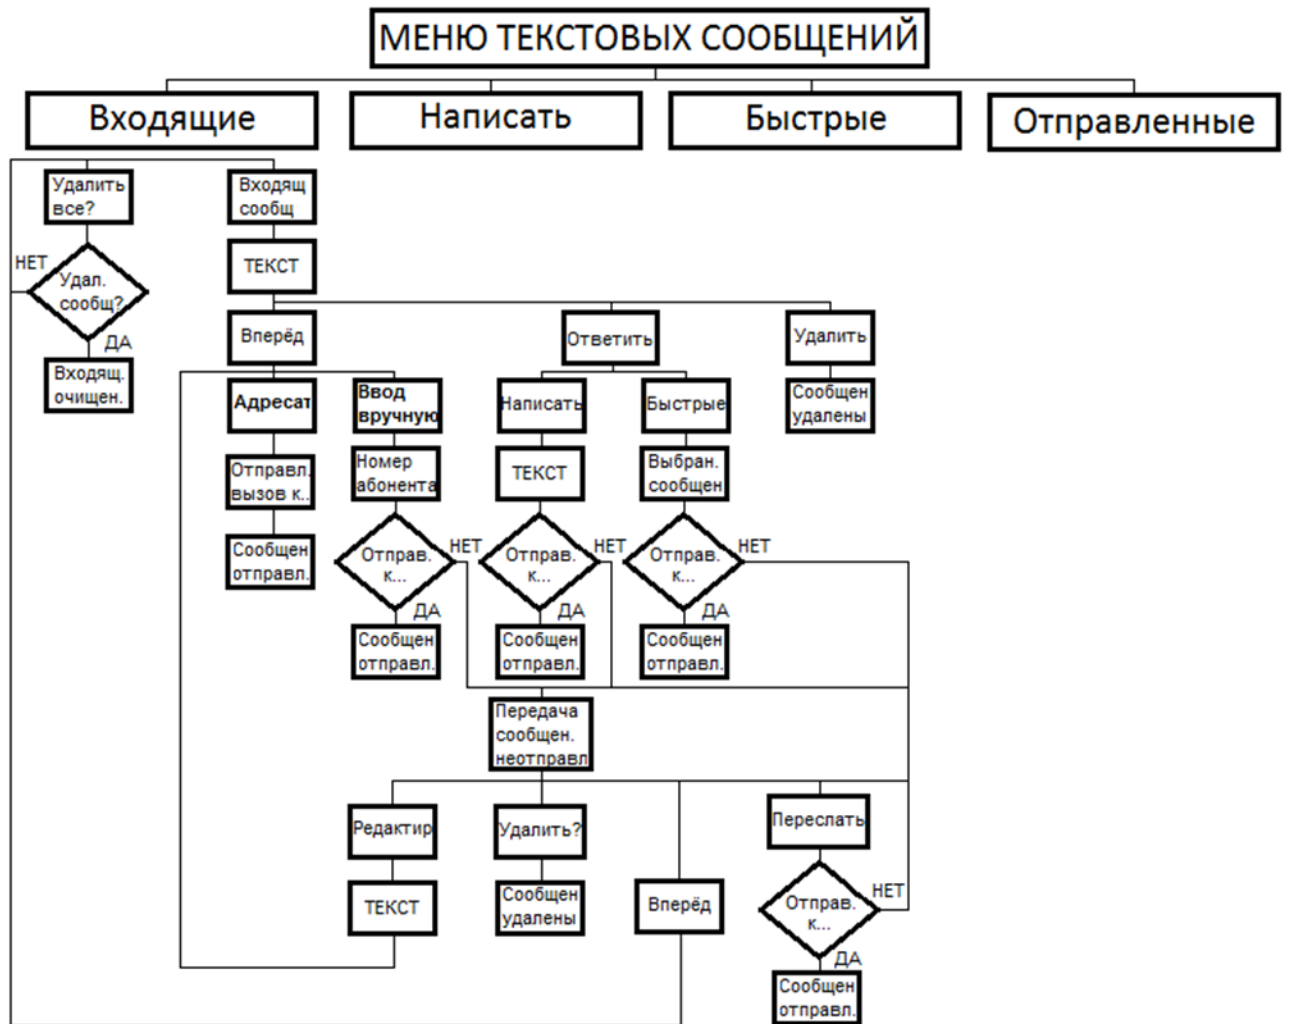 МЕНЮ ТЕКСТОВЫХ СООБЩЕНИЙ
Входящие
Написать
Быстрые
Отправленные
Удалить
все?
Входящ
сообщ
НЕТ
Удал.
сообщ?
ТЕКСТ
ДА
Входящ.
очищен.
Вперёд
Ответить
Удалить
Адресат
Ввод
вручную
Написать
Быстрые
Сообщен
удалены
Отправл.
вызов к..
Номер
абонента
ТЕКСТ
Выбран.
сообщен
Сообщен
отправл.
Отправ.
к...
НЕТ
Отправ.
к...
НЕТ
Отправ.
к...
НЕТ
ДА
ДА
ДА
Сообщен
отправл.
Сообщен
отправл.
Сообщен
отправл.
Передача
сообщен.
неотправл
Редактир
Удалить?
Переслать
ТЕКСТ
Сообщен
удалены
Вперёд
Отправ.
к...
НЕТ
ДА
Сообщен
отправл.